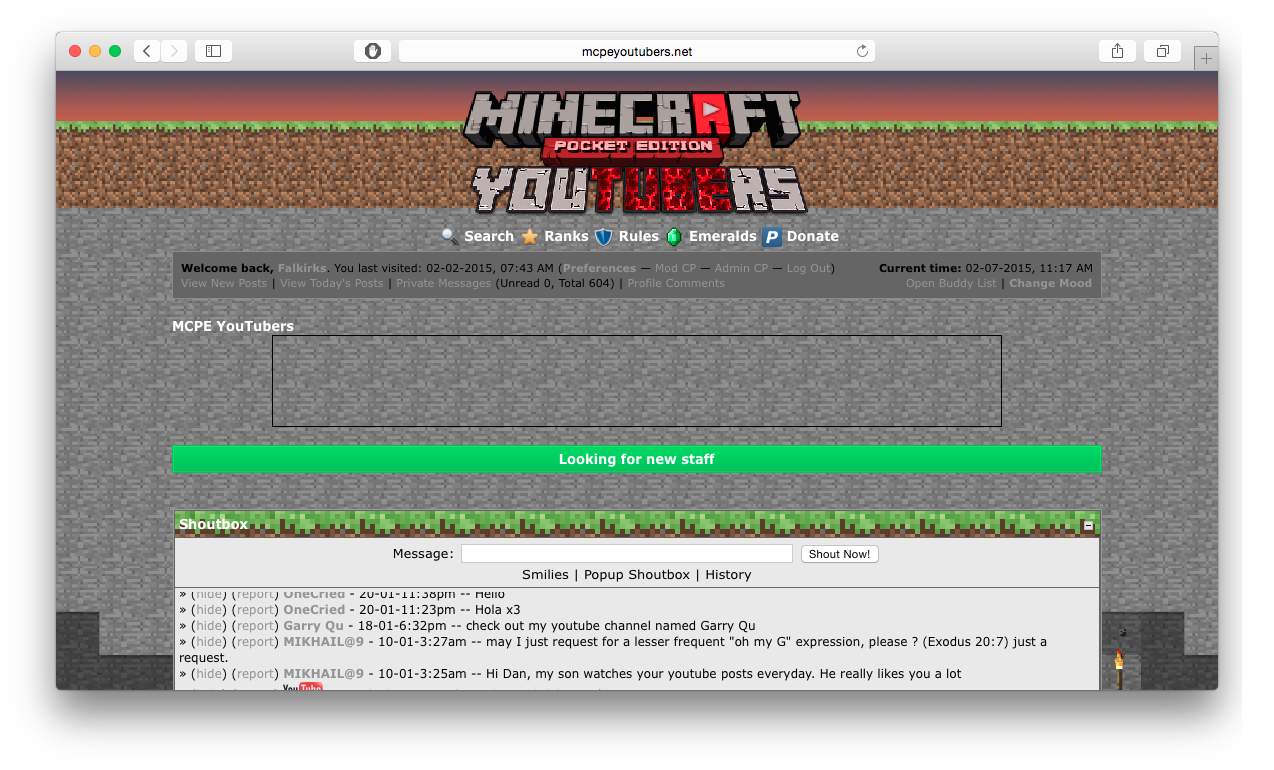 mcpeyoutubers.net
MINECRAFT
POCKET EDITION
YOUTUBERS
Search Ranks Rules Emeralds Donate
Welcome back, Falkirks. You last visited: 02-02-2015, 07:43 AM (Preferences — Mod CP — Admin CP — Log Out) Current time: 02-07-2015, 11:17 AM
View New Posts | View Today's Posts | Private Messages (Unread 0, Total 604) | Profile Comments Open Buddy List | Change Mood
MCPE YouTubers
Looking for new staff
Shoutbox
Message: Shout Now!
Smilies | Popup Shoutbox | History
» (hide) (report) OneCried - 20-01-11:38pm -- Hello
» (hide) (report) OneCried - 20-01-11:23pm -- Hola x3
» (hide) (report) Garry Qu - 18-01-6:32pm -- check out my youtube channel named Garry Qu
» (hide) (report) MIKHAIL@9 - 10-01-3:27am -- may I just request for a lesser frequent "oh my G" expression, please ? (Exodus 20:7) just a
request.
» (hide) (report) MIKHAIL@9 - 10-01-3:25am -- Hi Dan, my son watches your youtube posts everyday. He really likes you a lot
You Tube